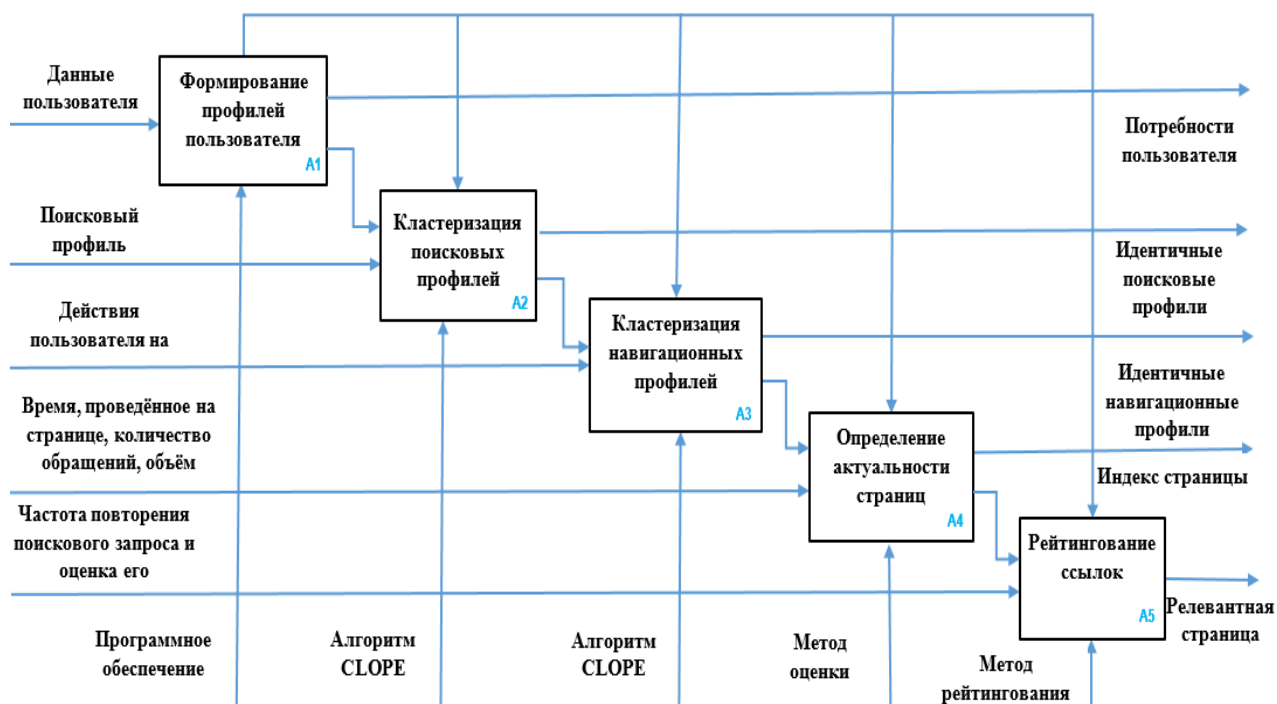 Данные
пользователя
Формирование
профилей
пользователя
A1
Потребности
пользователя
Поисковый
профиль
Кластеризация
поисковых
профилей
A2
Идентичные
поисковые
профили
Действия
пользователя на
Кластеризация
навигационных
профилей
A3
Идентичные
навигационные
профили
Время, проведённое на
странице, количество
обращений, объём
Определение
актуальности
страниц
A4
Индекс страницы
Частота повторения
поискового запроса и
оценка его
Рейтингование
ссылок
A5
Релевантная
страница
Программное
обеспечение
Алгоритм
CLOPE
Алгоритм
CLOPE
Метод
оценки
Метод
рейтингования